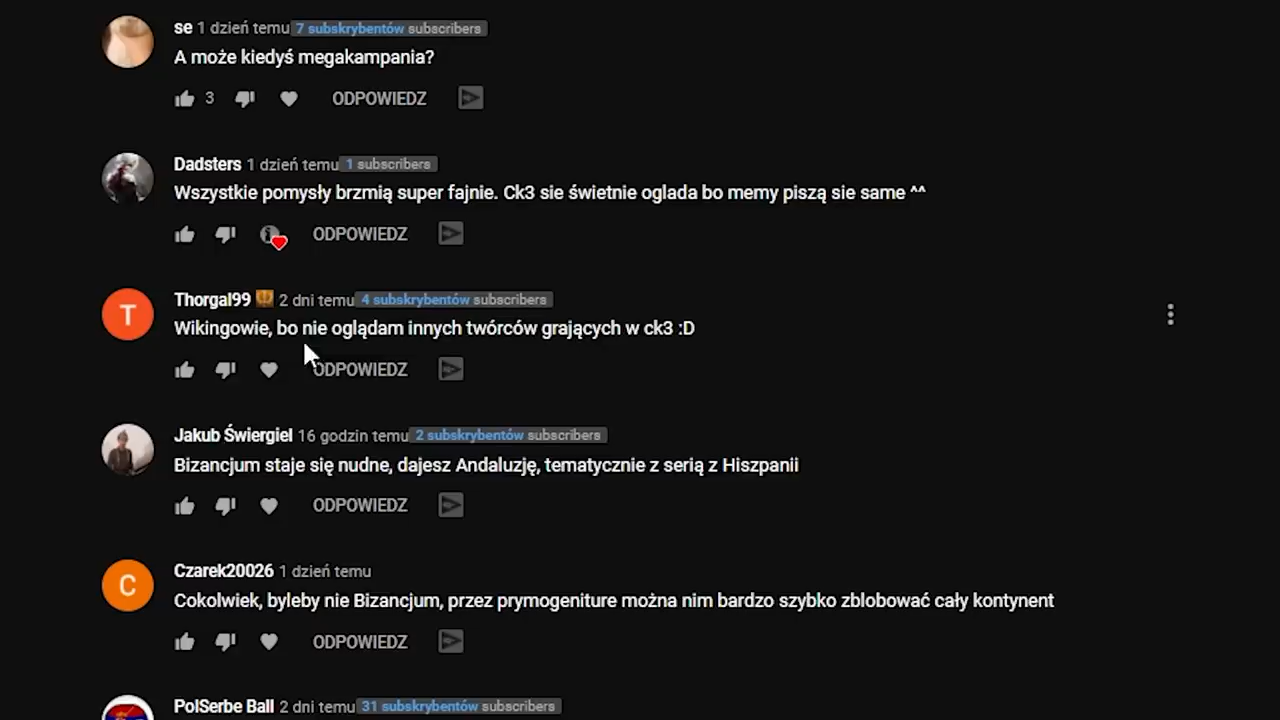 se 1 dzień temu 7 subskrybentów subscribers
A może kiedyś megakampania?
3 ODPOWIEDZ
Dadsters 1 dzień temu 1 subscribers
Wszystkie pomysły brzmią super fajnie. Ck3 sie świetnie oglada bo memy piszą sie same ^^
ODPOWIEDZ
T
Thorgal99 2 dni temu 4 subskrybentów subscribers
Wikingowie, bo nie oglądam innych twórców grających w ck3 :D
ODPOWIEDZ
Jakub Świergiel 16 godzin temu 2 subskrybentów subscribers
Bizancjum staje się nudne, dajesz Andaluzję, tematycznie z serią z Hiszpanii
ODPOWIEDZ
C
Czarek20026 1 dzień temu
Cokolwiek, byleby nie Bizancjum, przez prymogeniture można nim bardzo szybko zblobować cały kontynent
ODPOWIEDZ
PolSerbe Ball 2 dni temu 31 subskrybentów subscribers